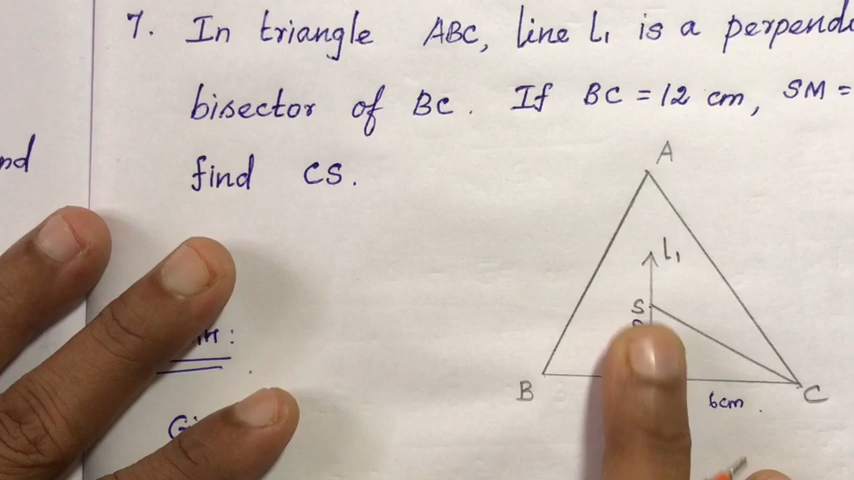 7. In triangle ABC, line l₁ is a
bisector of BC. If BC = 12 cm, SM =
find CS.
A
l₁
S
B
6cm.
C